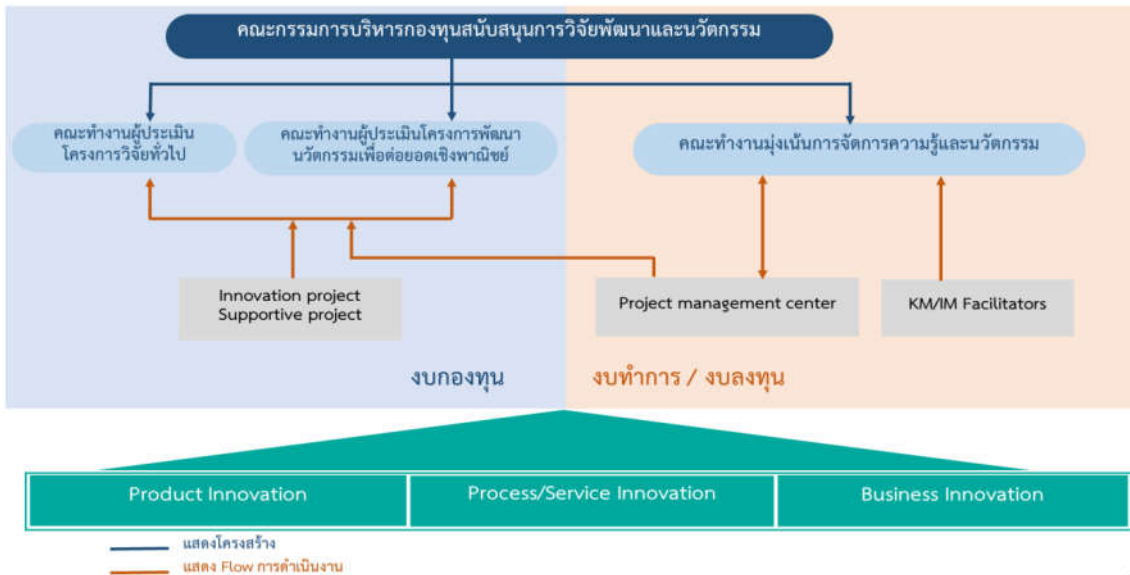 คณะกรรมการบริหารกองทุนสนับสนุนการวิจัยพัฒนาและนวัตกรรม
คณะทำงานผู้ประเมิน
โครงการวิจัยทั่วไป
คณะทำงานผู้ประเมินโครงการพัฒนา
นวัตกรรมเพื่อต่อยอดเชิงพาณิชย์
คณะทำงานมุ่งเน้นการจัดการความรู้และนวัตกรรม
Innovation project
Supportive project
Project management center
KM/IM Facilitators
งบกองทุน
งบทำการ / งบลงทุน
Product Innovation
Process/Service Innovation
Business Innovation
แสดงโครงสร้าง
แสดง Flow การดำเนินงาน